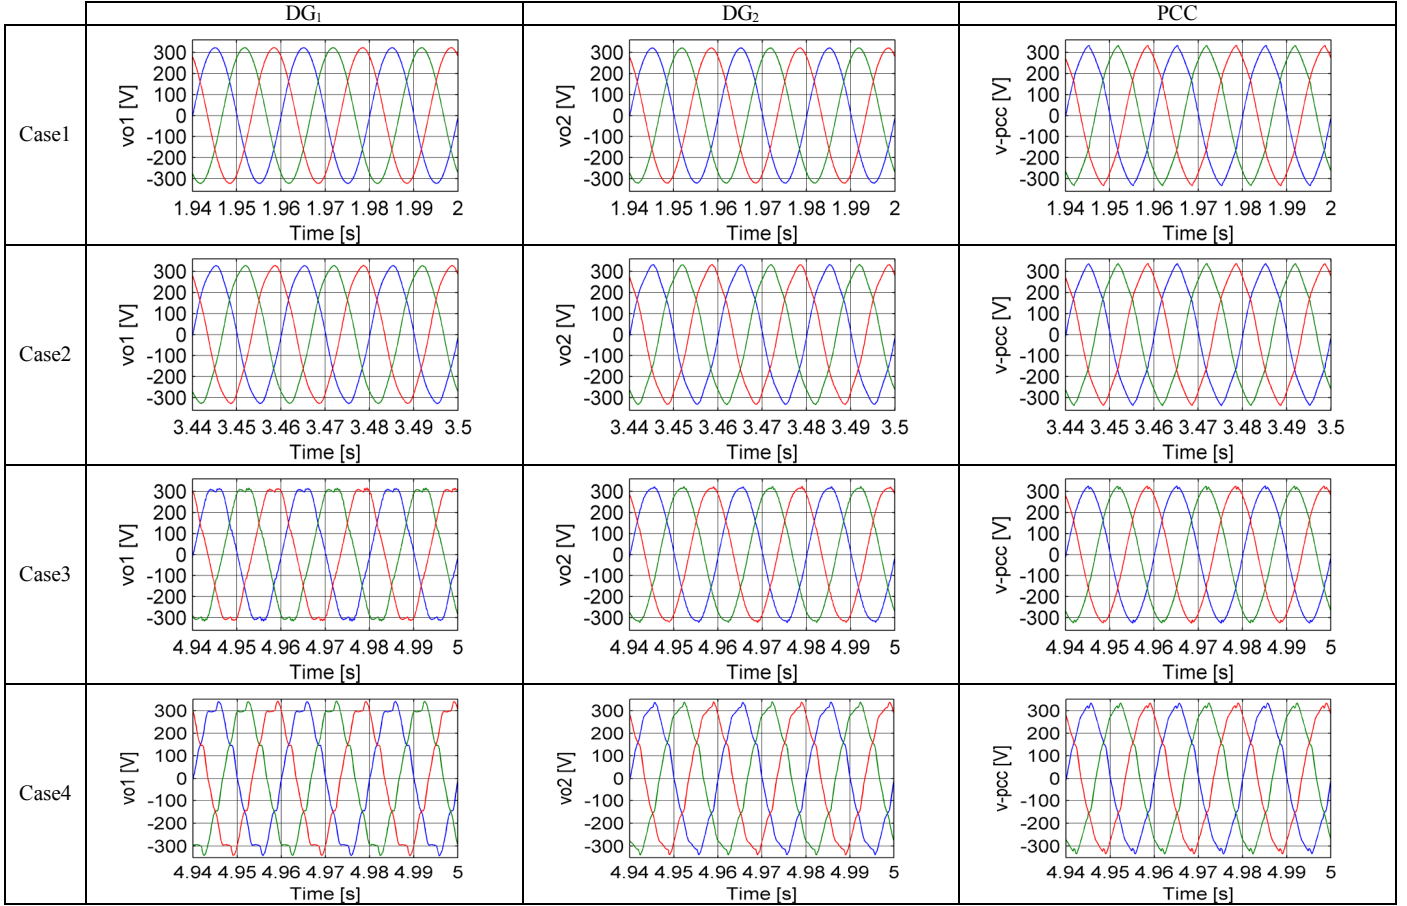 DG₁ DG₂ PCC
Case1
vo1 [V]
300
200
100
0
-100
-200
-300
1.94 1.95 1.96 1.97 1.98 1.99 2
Time [s]
vo2 [V]
300
200
100
0
-100
-200
-300
1.94 1.95 1.96 1.97 1.98 1.99 2
Time [s]
v-pcc [V]
300
200
100
0
-100
-200
-300
1.94 1.95 1.96 1.97 1.98 1.99 2
Time [s]
Case2
vo1 [V]
300
200
100
0
-100
-200
-300
3.44 3.45 3.46 3.47 3.48 3.49 3.5
Time [s]
vo2 [V]
300
200
100
0
-100
-200
-300
3.44 3.45 3.46 3.47 3.48 3.49 3.5
Time [s]
v-pcc [V]
300
200
100
0
-100
-200
-300
3.44 3.45 3.46 3.47 3.48 3.49 3.5
Time [s]
Case3
vo1 [V]
300
200
100
0
-100
-200
-300
4.94 4.95 4.96 4.97 4.98 4.99 5
Time [s]
vo2 [V]
300
200
100
0
-100
-200
-300
4.94 4.95 4.96 4.97 4.98 4.99 5
Time [s]
v-pcc [V]
300
200
100
0
-100
-200
-300
4.94 4.95 4.96 4.97 4.98 4.99 5
Time [s]
Case4
vo1 [V]
300
200
100
0
-100
-200
-300
4.94 4.95 4.96 4.97 4.98 4.99 5
Time [s]
vo2 [V]
300
200
100
0
-100
-200
-300
4.94 4.95 4.96 4.97 4.98 4.99 5
Time [s]
v-pcc [V]
300
200
100
0
-100
-200
-300
4.94 4.95 4.96 4.97 4.98 4.99 5
Time [s]